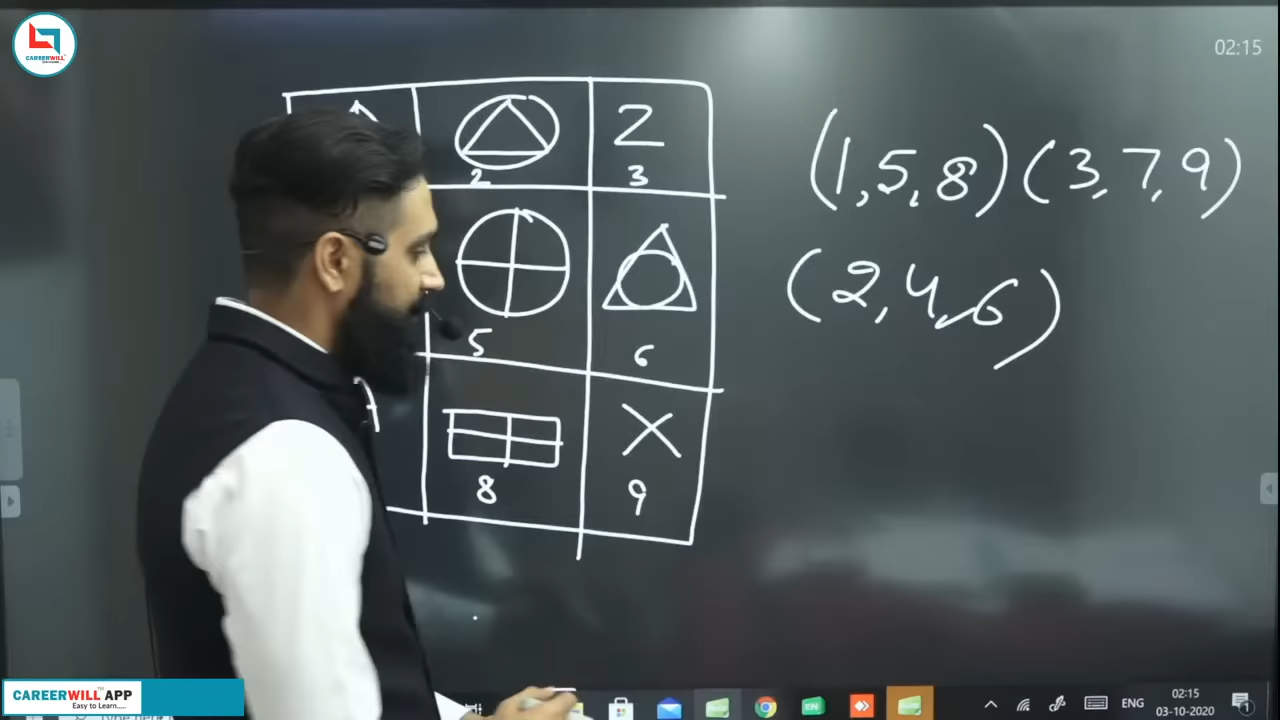 CAREERWILL
02:15
Z
2
3
(1,5,8) (3,7,9)
(2,4,6)
5
6
8
9
CAREERWILL APP
Easy to Learn.....
ENG
02:15
03-10-2020